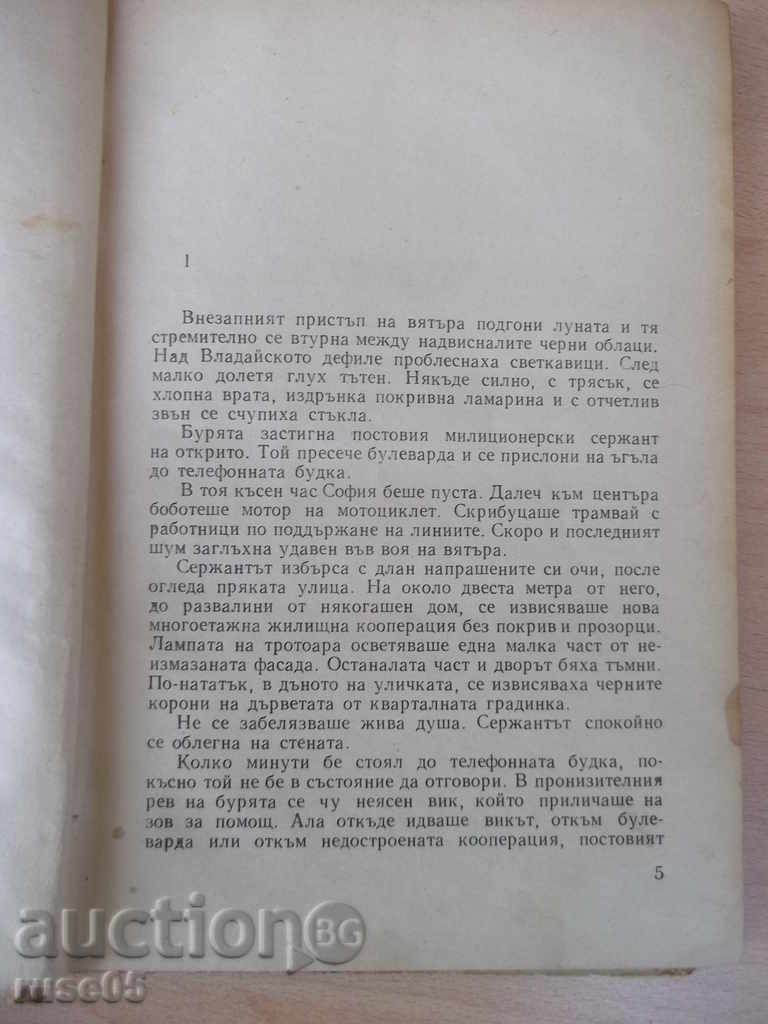 I
Внезапният пристъп на вятъра подгони луната и тя
стремително се втурна между надвисналите черни облаци.
Над Владайското дефиле проблеснаха светкавици. След
малко долетя глух тътен. Някъде силно, с трясък, се
хлопна врата, издрънка покривна ламарина и с отчетлив
звън се счупиха стъкла.
Бурята застигна постовия милиционерски сержант
на открито. Той пресече булеварда и се прислони на ъгъла
до телефонната будка.
В тоя късен час София беше пуста. Далеч към центъра
боботеше мотор на мотоциклет. Скрибуцаше трамвай с
работници по поддържане на линиите. Скоро и последният
шум заглъхна удавен във воя на вятъра.
Сержантът избърса с длан напрашените си очи, после
огледа пряката улица. На около двеста метра от него,
до развалини от някогашен дом, се извисяваше нова
многоетажна жилищна кооперация без покрив и прозорци.
Лампата на тротоара осветяваше една малка част от не-
измазаната фасада. Останалата част и дворът бяха тъмни.
По-нататък, в дъното на уличката, се извисяваха черните
корони на дърветата от кварталната градинка.
Не се забелязваше жива душа. Сержантът спокойно
се облегна на стената.
Колко минути бе стоял до телефонната будка, по-
късно той не бе в състояние да отговори. В пронизителния
рев на бурята се чу неясен вик, който приличаше на
зов за помощ. Ала откъде идваше викът, откъм буле-
варда или откъм недостроената кооперация, постовият
5
auction BG
ruse05